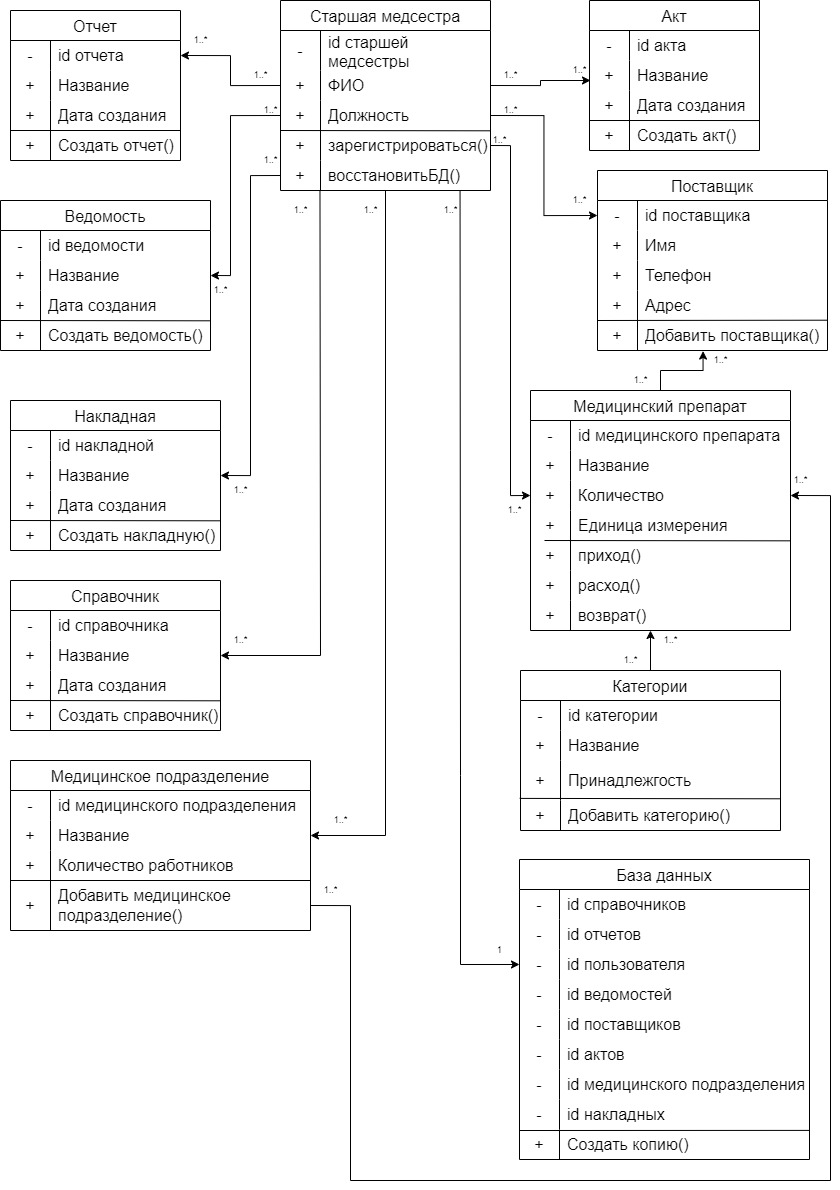 Отчет
- id отчета
+ Название
+ Дата создания
+ Создать отчет()
1..*
1..*
Старшая медсестра
- id старшей
медсестры
+ ФИО
+ Должность
+ зарегистрироваться()
+ восстановитьБД()
1..*
1..*
Акт
- id акта
+ Название
+ Дата создания
+ Создать акт()
1..*
1..*
1..*
1..*
1..*
1..*
1..*
1..*
Поставщик
- id поставщика
+ Имя
+ Телефон
+ Адрес
+ Добавить поставщика()
Ведомость
- id ведомости
+ Название
+ Дата создания
+ Создать ведомость()
1..*
1..*
1..*
Накладная
- id накладной
+ Название
+ Дата создания
+ Создать накладную()
1..*
Медицинский препарат
- id медицинского препарата
+ Название
+ Количество
+ Единица измерения
+ приход()
+ расход()
+ возврат()
1..*
1..*
Справочник
- id справочника
+ Название
+ Дата создания
+ Создать справочник()
1..*
1..*
1..*
Категории
- id категории
+ Название
+ Принадлежгость
+ Добавить категорию()
Медицинское подразделение
- id медицинского подразделения
+ Название
+ Количество работников
+ Добавить медицинское
подразделение()
1..*
1..*
1
База данных
- id справочников
- id отчетов
- id пользователя
- id ведомостей
- id поставщиков
- id актов
- id медицинского подразделения
- id накладных
+ Создать копию()